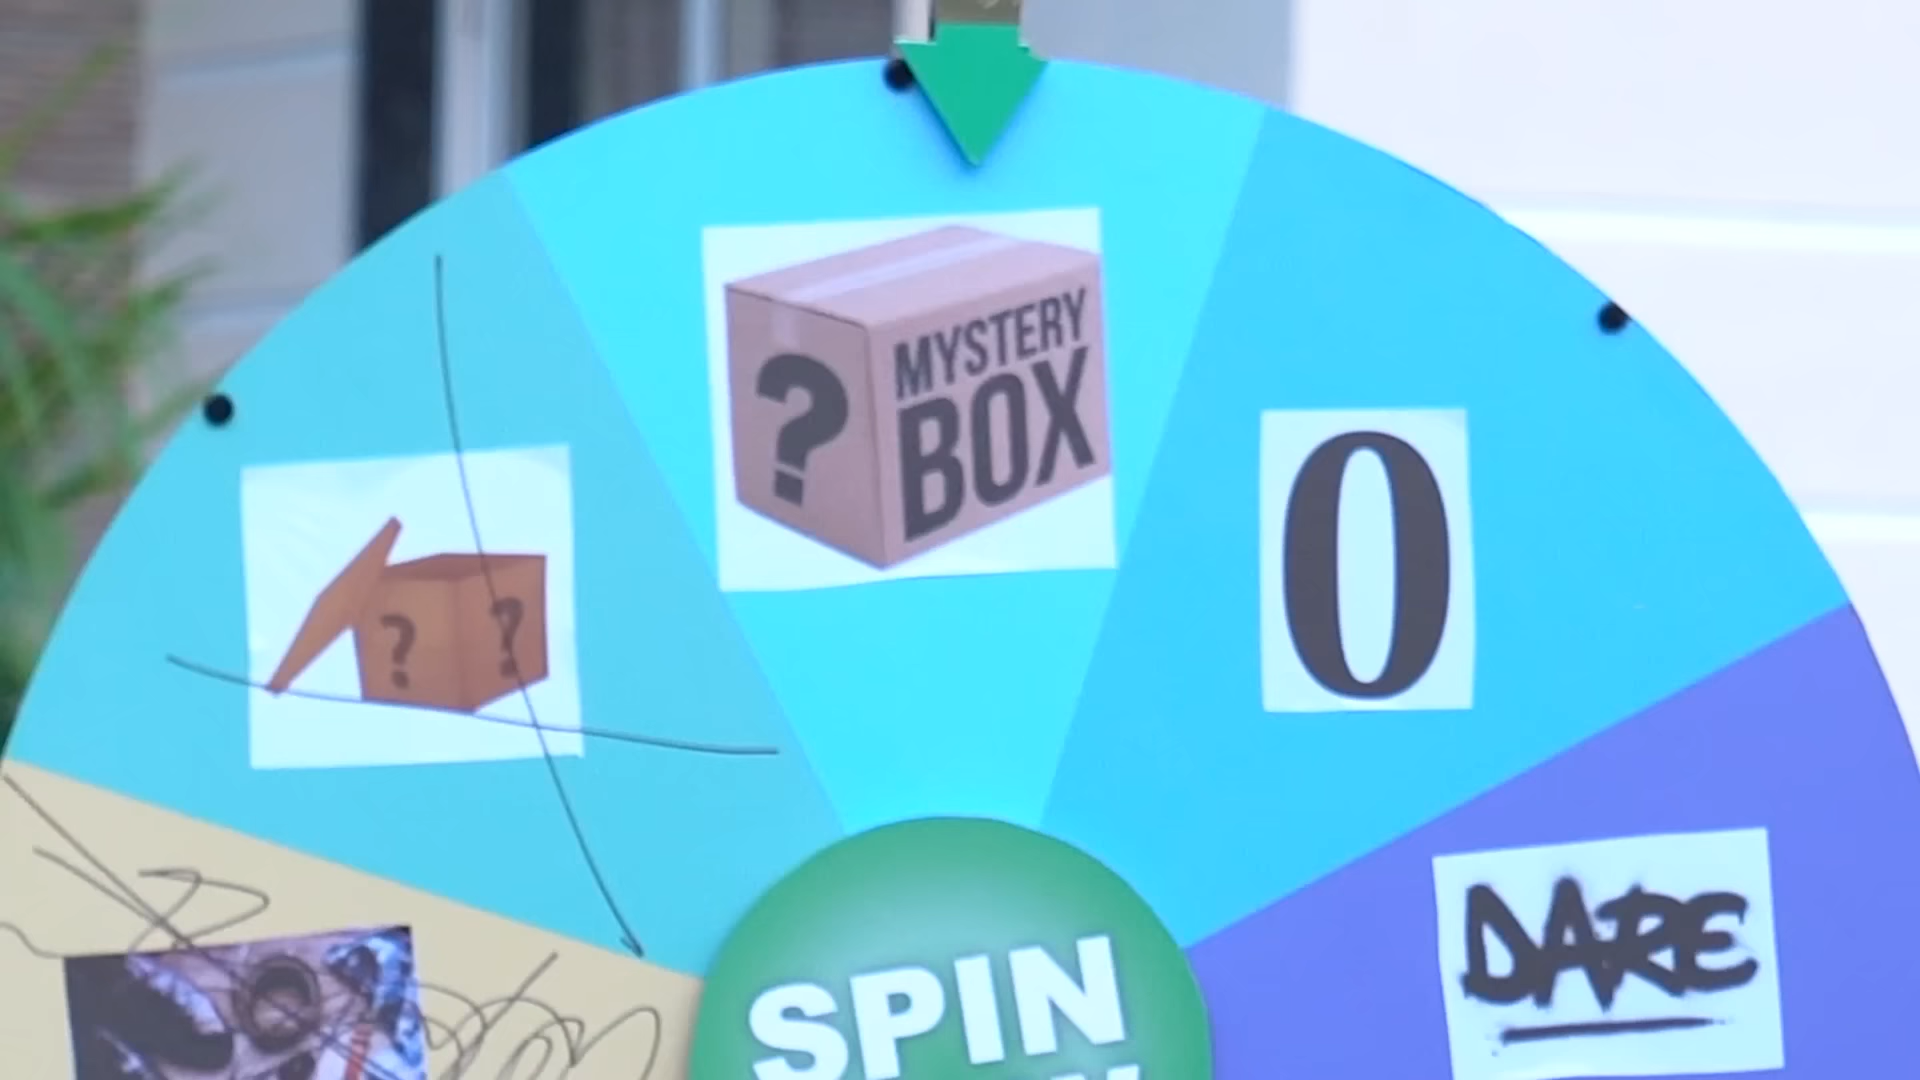 ? MYSTERY
BOX
? ?
0
DARE
SPIN